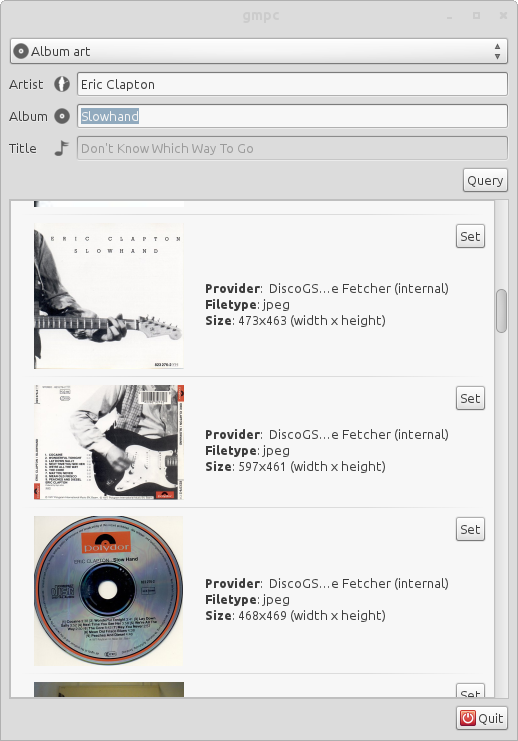 gmpc
Album art
Artist Eric Clapton
Album Slowhand
Title Don't Know Which Way To Go
Query
ERIC CLAPTON
SLOWHAND
Set
Provider: DiscoGS...e Fetcher (internal)
Filetype: jpeg
Size: 473x463 (width x height)
Set
Provider: DiscoGS...e Fetcher (internal)
Filetype: jpeg
Size: 597x461 (width x height)
Set
polydor
ERIC CLAPTON · Slow Hand
Provider: DiscoGS...e Fetcher (internal)
Filetype: jpeg
Size: 468x469 (width x height)
Set
Quit